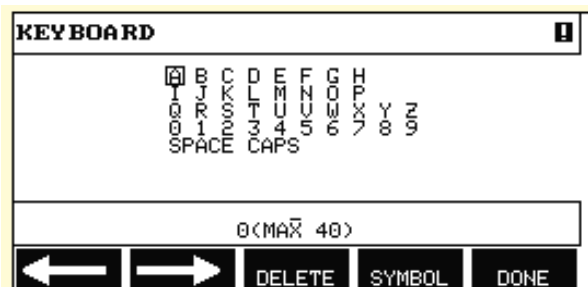 KEYBOARD !
A B C D E F G H
I J K L M N O P
Q R S T U V W X Y Z
0 1 2 3 4 5 6 7 8 9
SPACE CAPS
0(MAX 40)
DELETE SYMBOL DONE